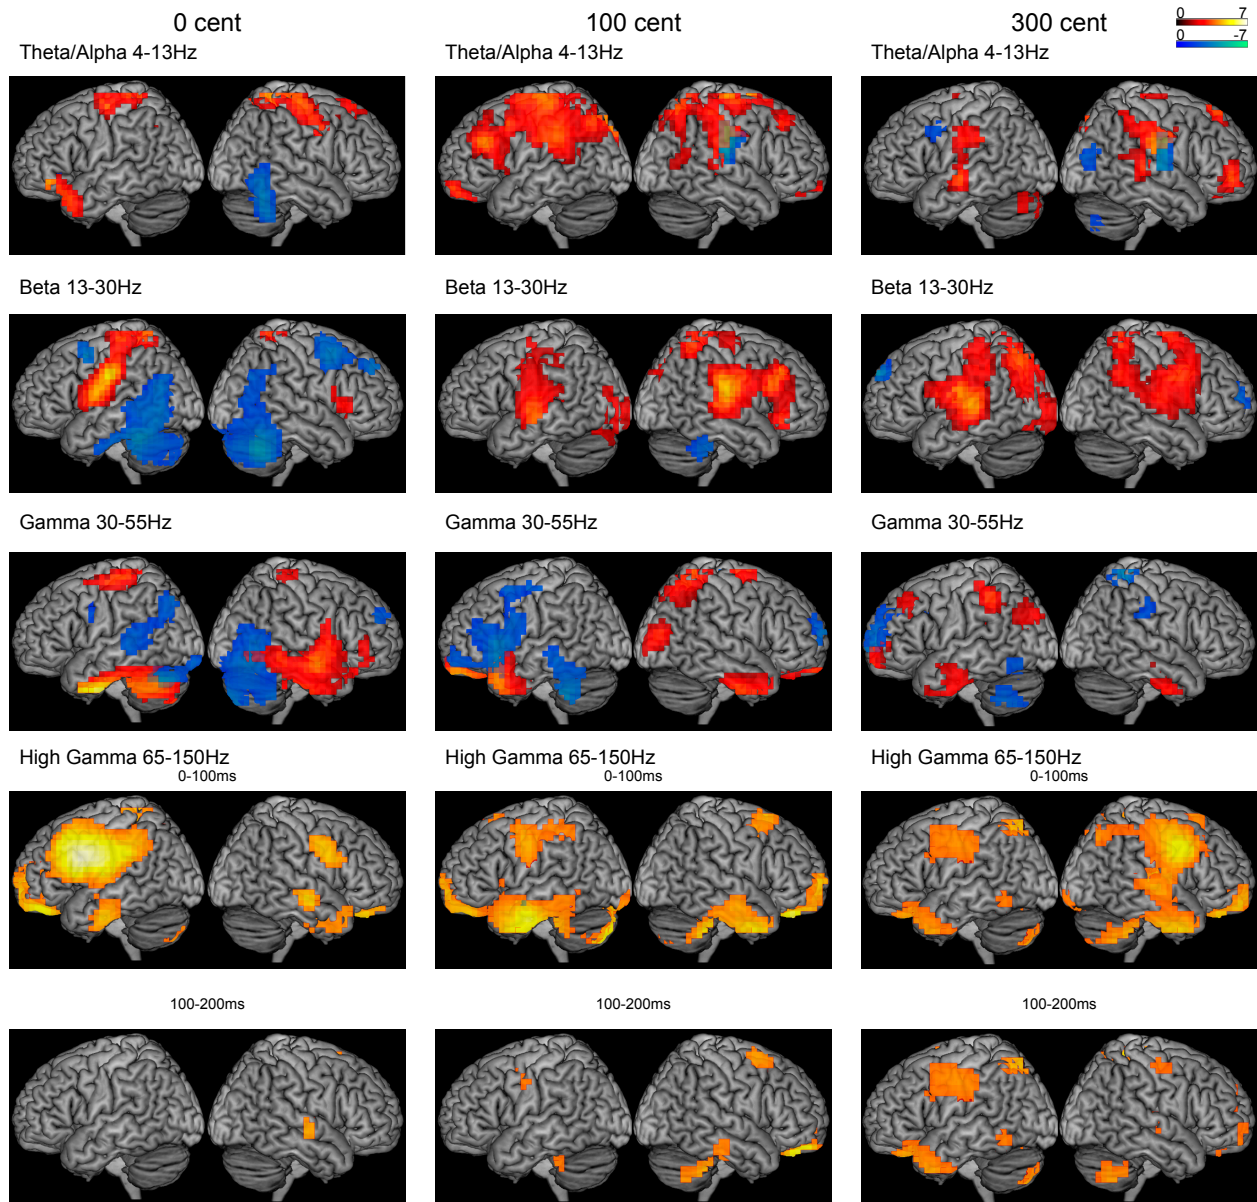 0 cent
100 cent
300 cent
0 7
0 -7
Theta/Alpha 4-13Hz
Theta/Alpha 4-13Hz
Theta/Alpha 4-13Hz
Beta 13-30Hz
Beta 13-30Hz
Beta 13-30Hz
Gamma 30-55Hz
Gamma 30-55Hz
Gamma 30-55Hz
High Gamma 65-150Hz
0-100ms
High Gamma 65-150Hz
0-100ms
High Gamma 65-150Hz
0-100ms
100-200ms
100-200ms
100-200ms